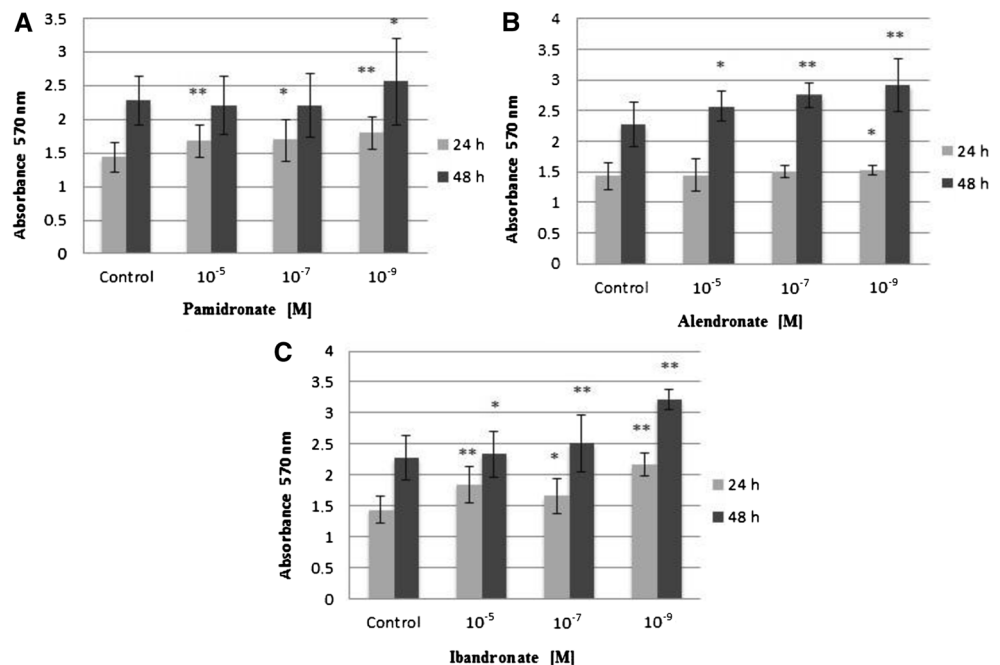 A
Absorbance 570 nm
3.5
3
2.5
2
1.5
1
0.5
0
**
*
**
*
Control
10⁻⁵
10⁻⁷
10⁻⁹
Pamidronate [M]
24 h
48 h
B
Absorbance 570 nm
4
3.5
3
2.5
2
1.5
1
0.5
0
*
**
*
**
Control
10⁻⁵
10⁻⁷
10⁻⁹
Alendronate [M]
24 h
48 h
C
Absorbance 570 nm
4
3.5
3
2.5
2
1.5
1
0.5
0
**
*
*
**
**
**
Control
10⁻⁵
10⁻⁷
10⁻⁹
Ibandronate [M]
24 h
48 h